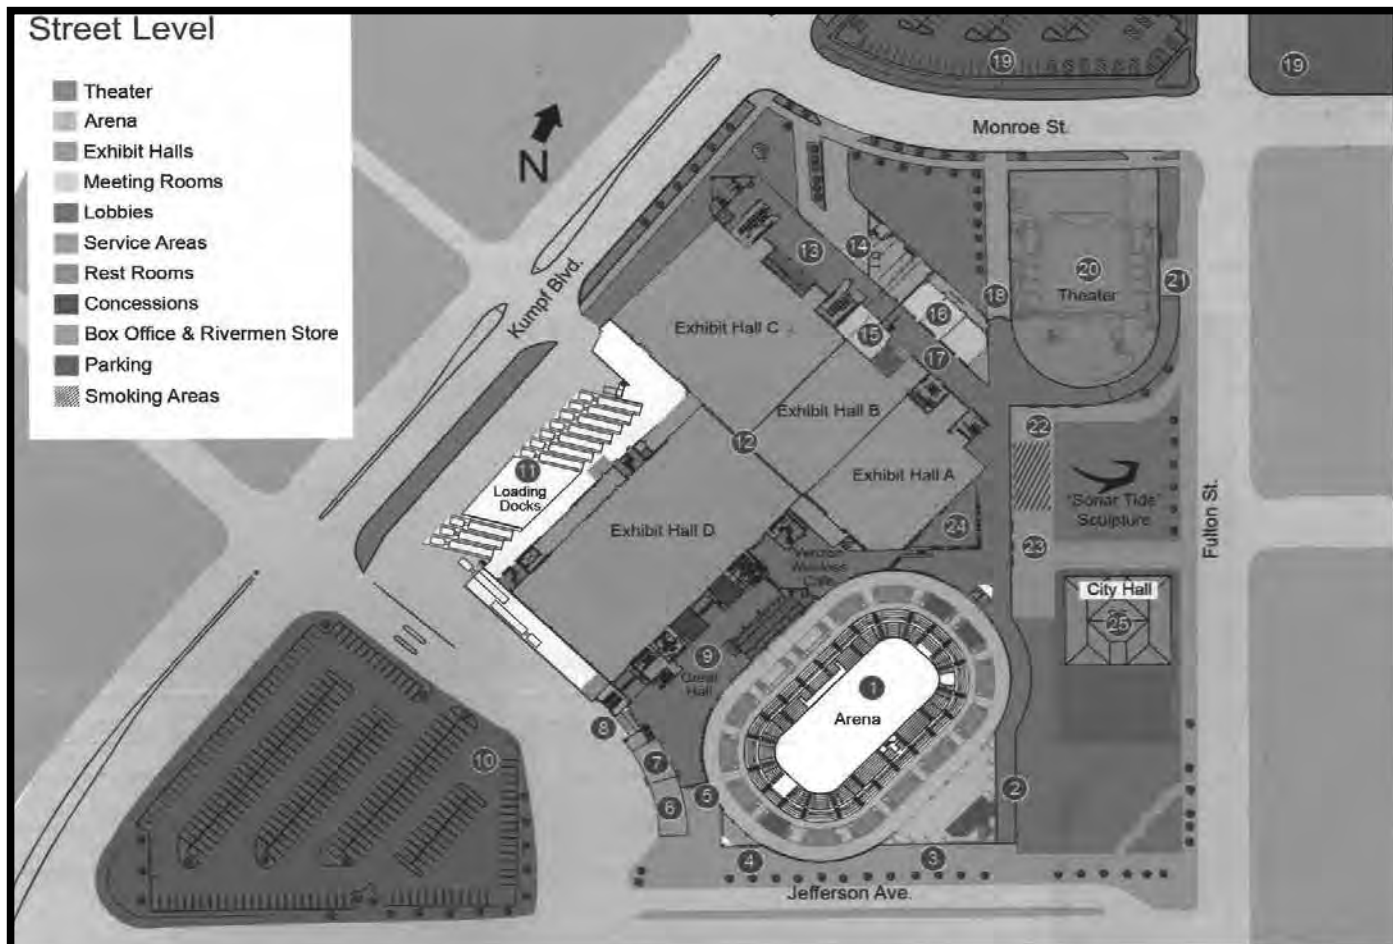 Street Level
Theater
Arena
Exhibit Halls
Meeting Rooms
Lobbies
Service Areas
Rest Rooms
Concessions
Box Office & Rivermen Store
Parking
Smoking Areas
N
Kumpf Blvd.
Monroe St.
19
19
13
14
18
20
Theater
21
Exhibit Hall C
15
16
17
Exhibit Hall B
12
22
11
Loading
Docks
Exhibit Hall A
"Sonar Tide"
Sculpture
Fulton St.
Exhibit Hall D
24
23
Verizon
Wireless
Cafe
City Hall
25
9
Great
Hall
1
Arena
8
7
10
6
5
2
4
3
Jefferson Ave.